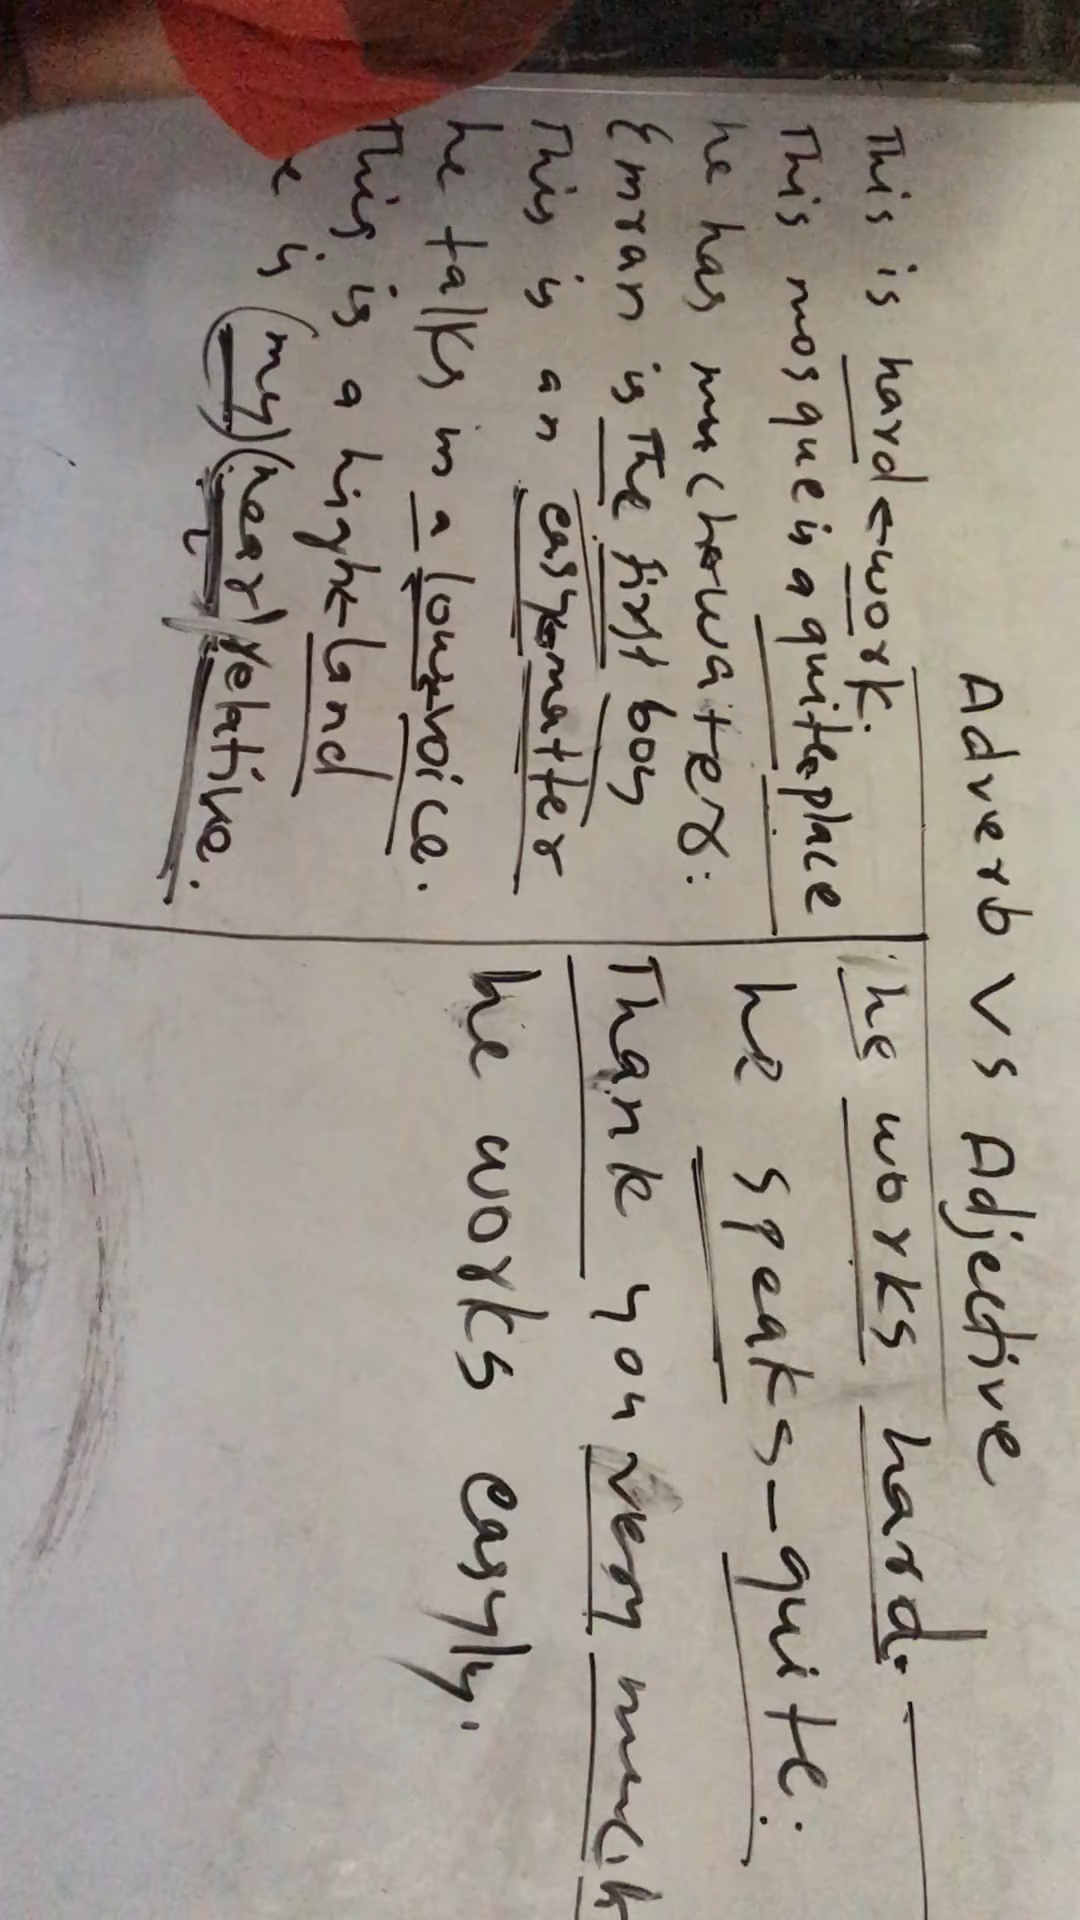 Adverb vs Adjective
This is hard work.
This mosque is a quite place
he has much waters:
Emran is The first boy
This is an easy matter
he talks in a low voice.
This is a high land
e is (my) (near) relative.
he works hard.
he speaks quite.
Thank you very much
he works easyly.